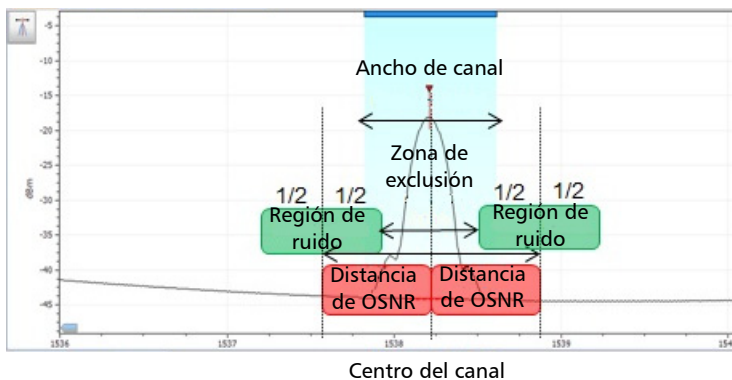 -5
-10
-15
-20
-25
-30
-35
-40
-45
dBm
Ancho de canal
Zona de
exclusión
1/2 1/2 1/2 1/2
Región de
ruido
Región de
ruido
Distancia
de OSNR
Distancia
de OSNR
1536 1537 1538 1539
Centro del canal